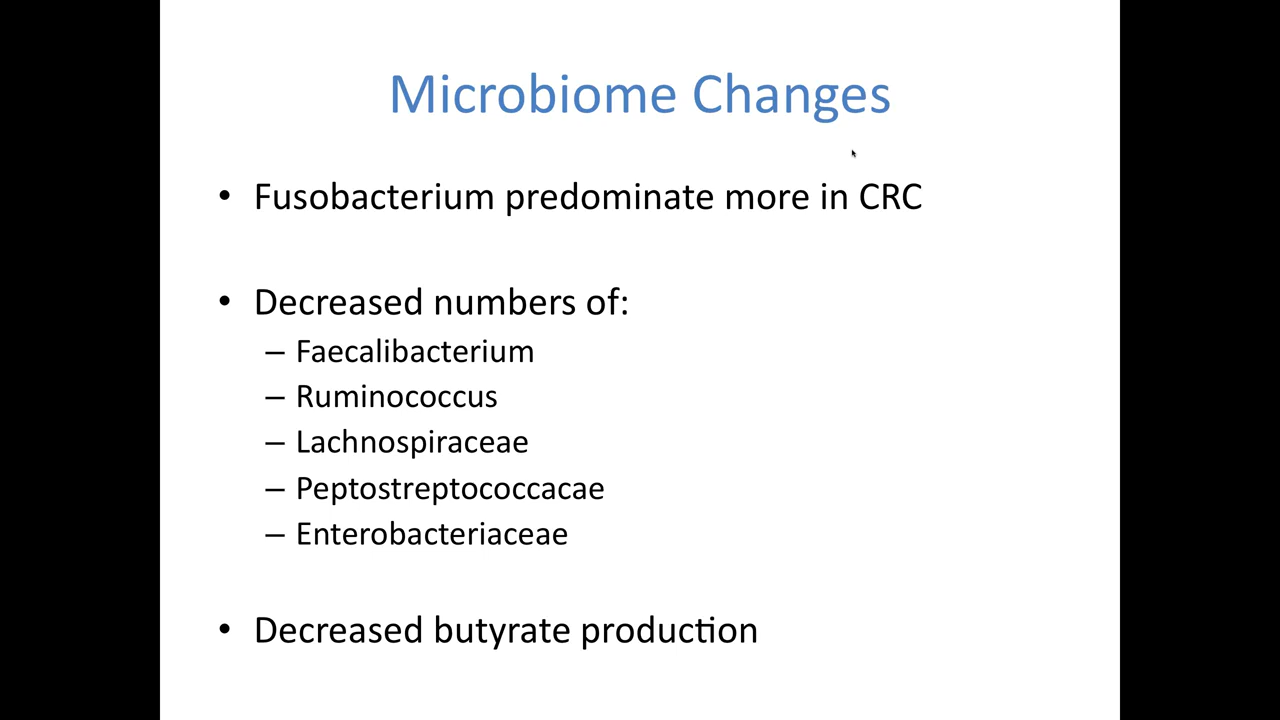 Microbiome Changes
• Fusobacterium predominate more in CRC
• Decreased numbers of:
– Faecalibacterium
– Ruminococcus
– Lachnospiraceae
– Peptostreptococcacae
– Enterobacteriaceae
• Decreased butyrate production